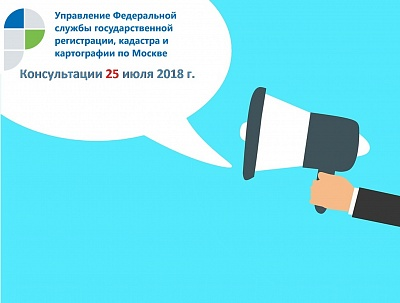 Управление Федеральной
службы государственной
регистрации, кадастра и
картографии по Москве
Консультации 25 июля 2018 г.